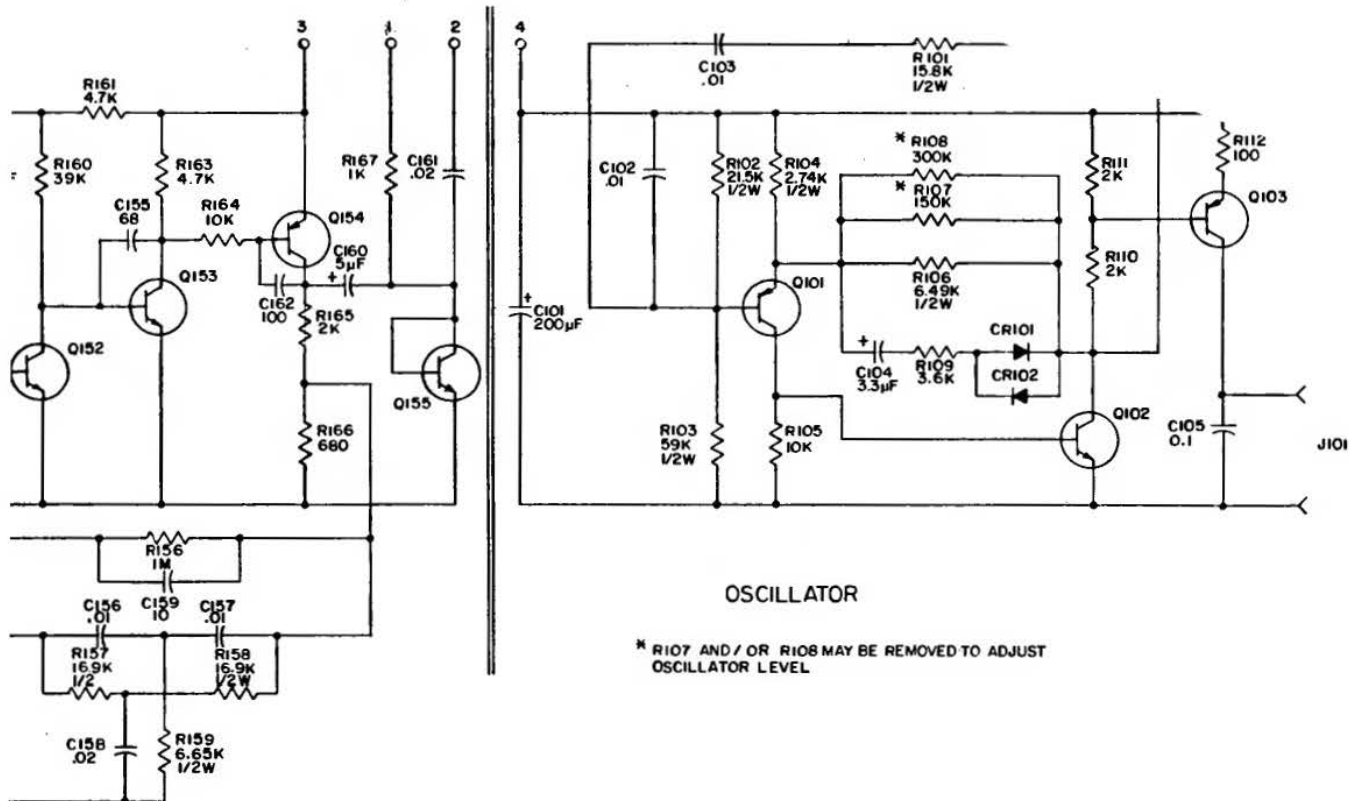 3
1
2
4
C103
.01
R101
15.8K
1/2W
R161
4.7K
R160
39K
R163
4.7K
C155
68
R164
10K
Q154
R167
1K
C161
.02
C160
5µF
+
Q153
C162
100
R165
2K
Q152
Q155
R166
680
+
C101
200µF
C102
.01
R102
21.5K
1/2W
R104
2.74K
1/2W
* R108
300K
* R107
150K
R111
2K
R112
100
Q103
Q101
R106
6.49K
1/2W
R110
2K
+
C104
3.3µF
R109
3.6K
CR101
CR102
Q102
R103
59K
1/2W
R105
10K
C105
0.1
J101
R156
1M
C159
10
C156
.01
C157
.01
R157
16.9K
1/2
R158
16.9K
1/2W
C158
.02
R159
6.65K
1/2W
OSCILLATOR
* R107 AND / OR R108 MAY BE REMOVED TO ADJUST
OSCILLATOR LEVEL